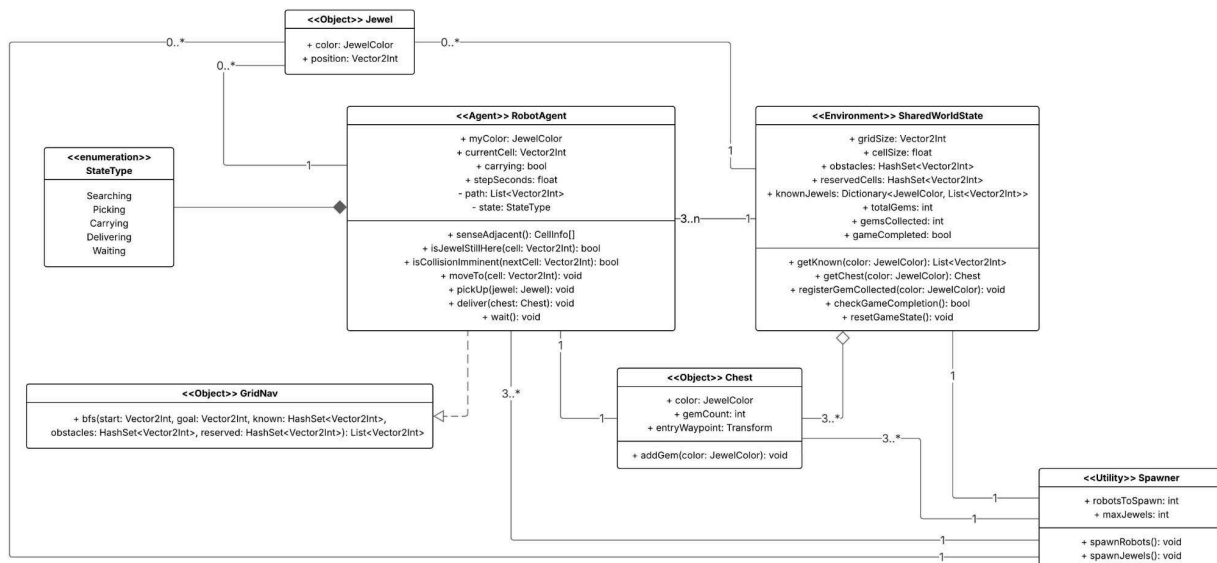 <<Object>> Jewel
+ color: JewelColor
+ position: Vector2Int
0..*
0..*
0..*
<<Agent>> RobotAgent
+ myColor: JewelColor
+ currentCell: Vector2Int
+ carrying: bool
+ stepSeconds: float
- path: List<Vector2Int>
- state: StateType
+ senseAdjacent(): CellInfo[]
+ isJewelStillHere(cell: Vector2Int): bool
+ isCollisionImminent(nextCell: Vector2Int): bool
+ moveTo(cell: Vector2Int): void
+ pickUp(jewel: Jewel): void
+ deliver(chest: Chest): void
+ wait(): void
<<Environment>> SharedWorldState
+ gridSize: Vector2Int
+ cellSize: float
+ obstacles: HashSet<Vector2Int>
+ reservedCells: HashSet<Vector2Int>
+ knownJewels: Dictionary<JewelColor, List<Vector2Int>>
+ totalGems: int
+ gemsCollected: int
+ gameCompleted: bool
+ getKnown(color: JewelColor): List<Vector2Int>
+ getChest(color: JewelColor): Chest
+ registerGemCollected(color: JewelColor): void
+ checkGameCompletion(): bool
+ resetGameState(): void
<<enumeration>>
StateType
Searching
Picking
Carrying
Delivering
Waiting
1
1
3..n
1
1
3..*
1
1
3..*
3..*
<<Object>> GridNav
+ bfs(start: Vector2Int, goal: Vector2Int, known: HashSet<Vector2Int>,
obstacles: HashSet<Vector2Int>, reserved: HashSet<Vector2Int>): List<Vector2Int>
<<Object>> Chest
+ color: JewelColor
+ gemCount: int
+ entryWaypoint: Transform
+ addGem(color: JewelColor): void
1
1
1
1
1
<<Utility>> Spawner
+ robotsToSpawn: int
+ maxJewels: int
+ spawnRobots(): void
+ spawnJewels(): void